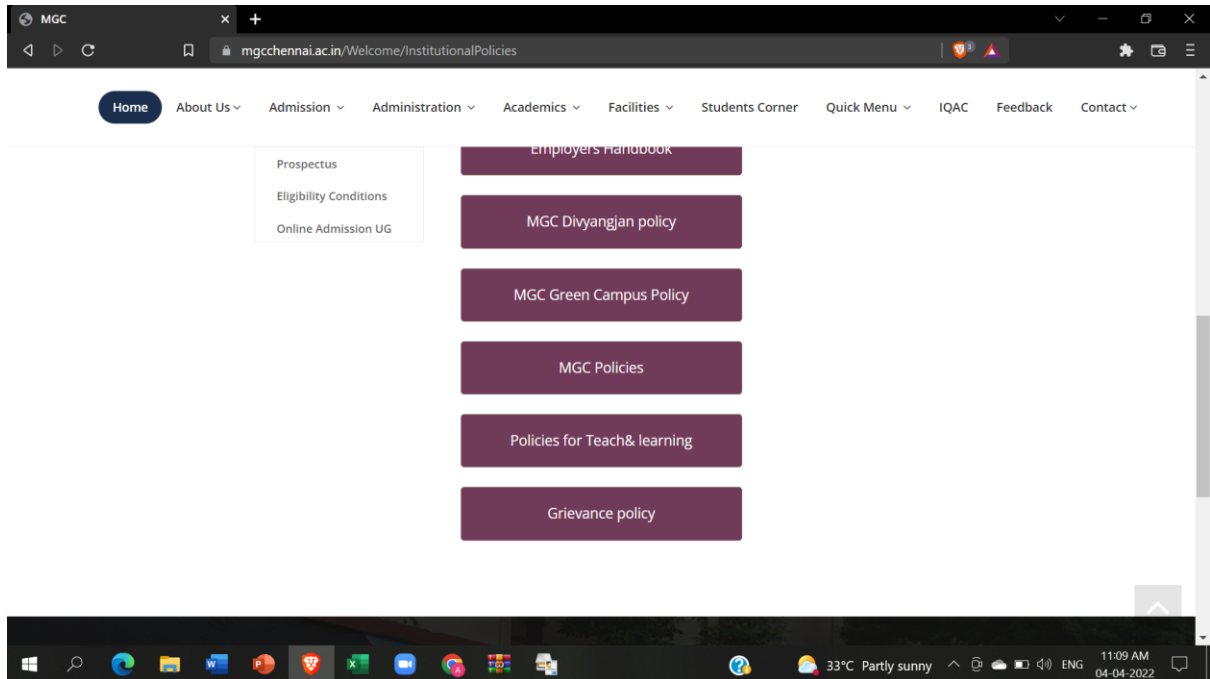 MGC
mgcchennai.ac.in/Welcome/InstitutionalPolicies
3
Home About Us Admission Administration Academics Facilities Students Corner Quick Menu IQAC Feedback Contact
Employers Handbook
Prospectus
Eligibility Conditions
Online Admission UG
MGC Divyangjan policy
MGC Green Campus Policy
MGC Policies
Policies for Teach& learning
Grievance policy
33°C Partly sunny ENG 11:09 AM
04-04-2022